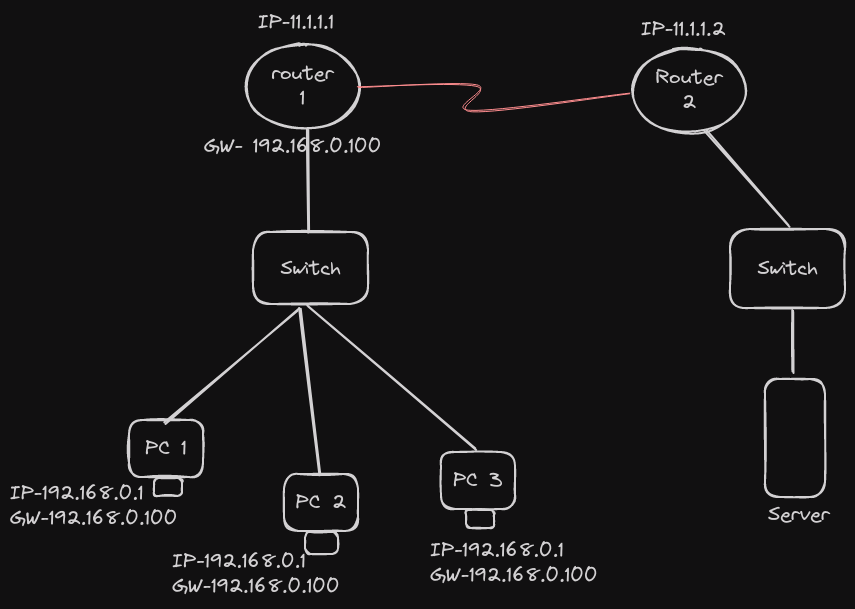 IP-11.1.1.1
IP-11.1.1.2
router
1
Router
2
GW- 192.168.0.100
Switch
Switch
PC 1
IP-192.168.0.1
GW-192.168.0.100
PC 2
IP-192.168.0.1
GW-192.168.0.100
PC 3
IP-192.168.0.1
GW-192.168.0.100
Server